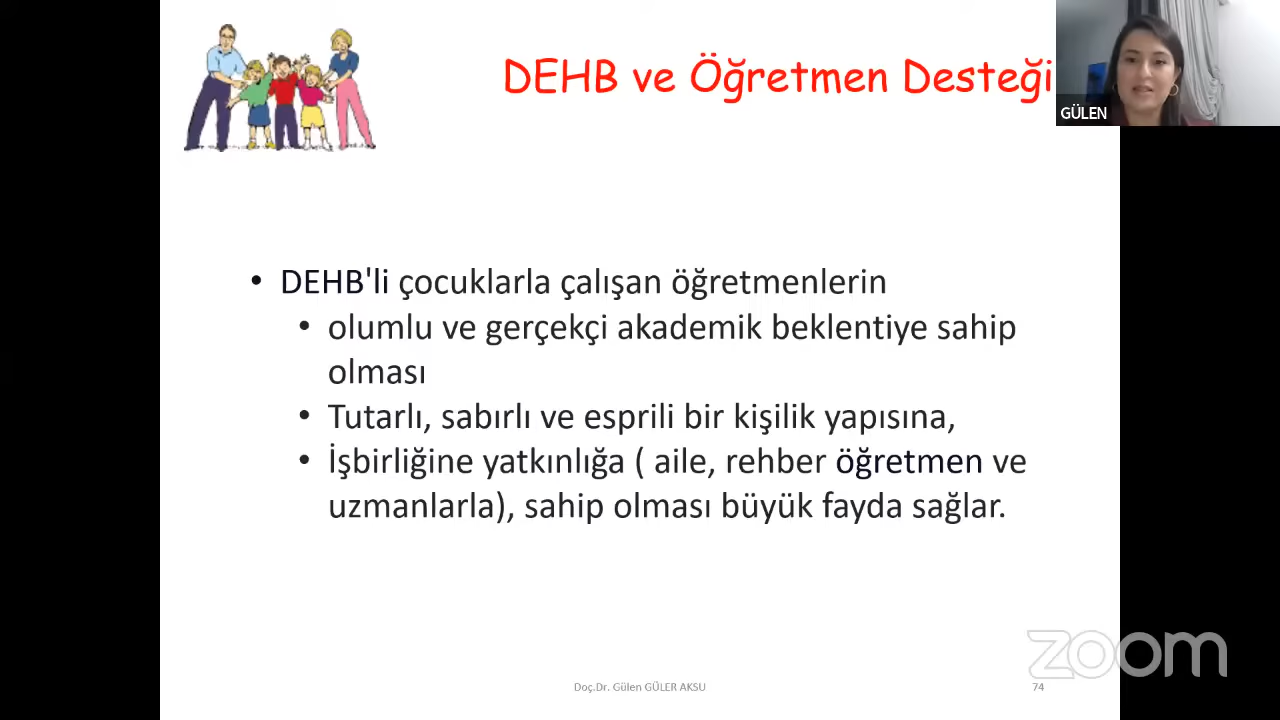 DEHB ve Öğretmen Desteği
GÜLEN
• DEHB'li çocuklarla çalışan öğretmenlerin
• olumlu ve gerçekçi akademik beklentiye sahip
olması
• Tutarlı, sabırlı ve esprili bir kişilik yapısına,
• İşbirliğine yatkınlığa ( aile, rehber öğretmen ve
uzmanlarla), sahip olması büyük fayda sağlar.
zoom
Doç.Dr. Gülen GÜLER AKSU
74